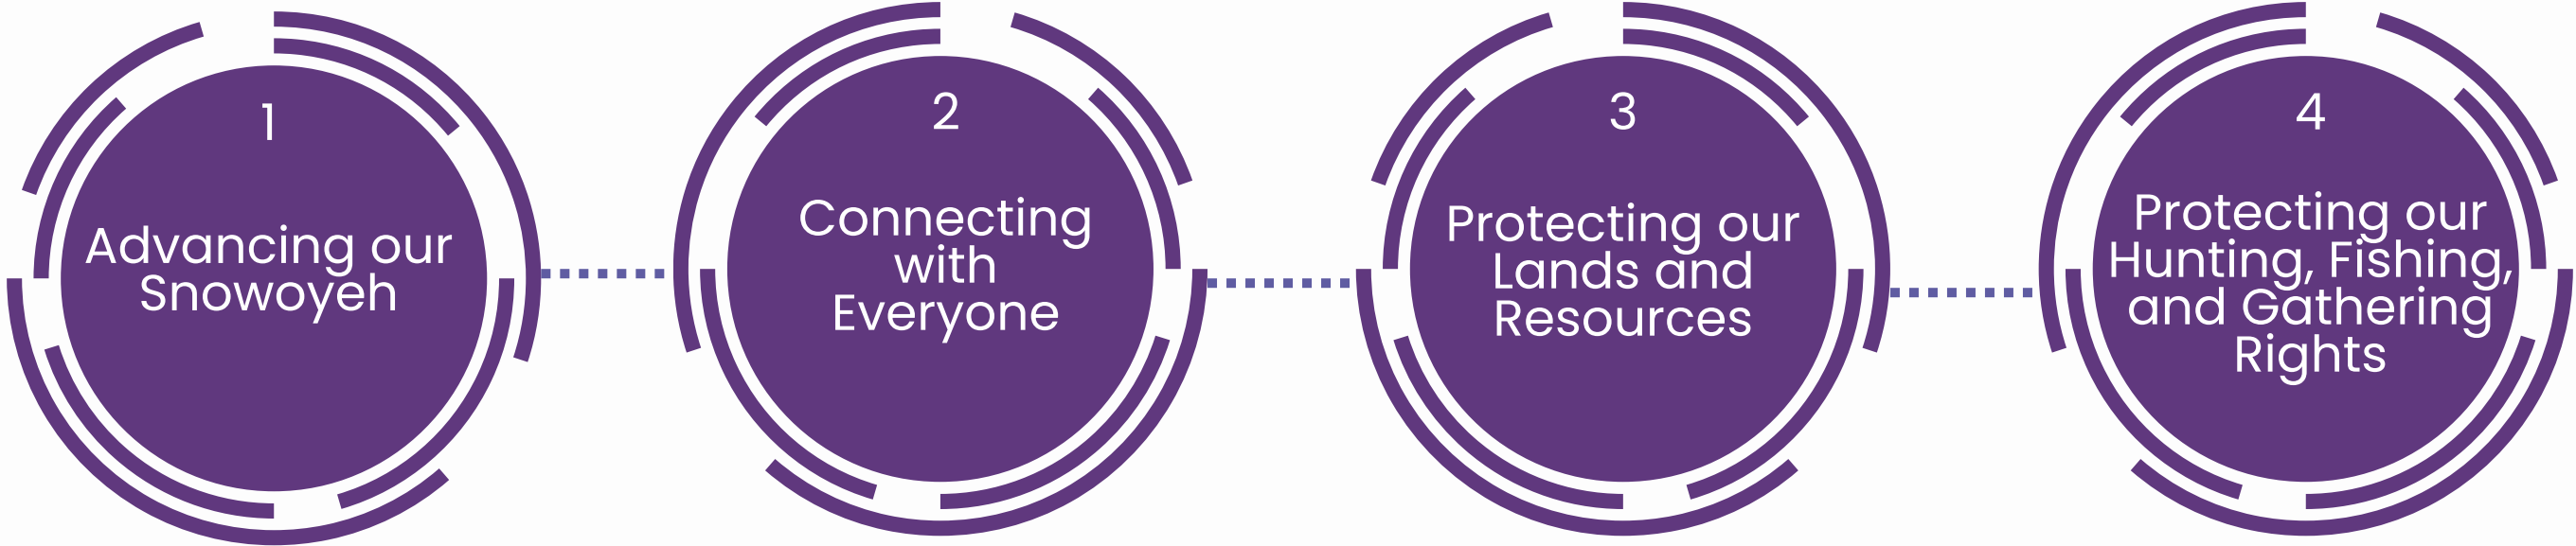 1
Advancing our
Snowoyeh
2
Connecting
with
Everyone
3
Protecting our
Lands and
Resources
4
Protecting our
Hunting, Fishing,
and Gathering
Rights